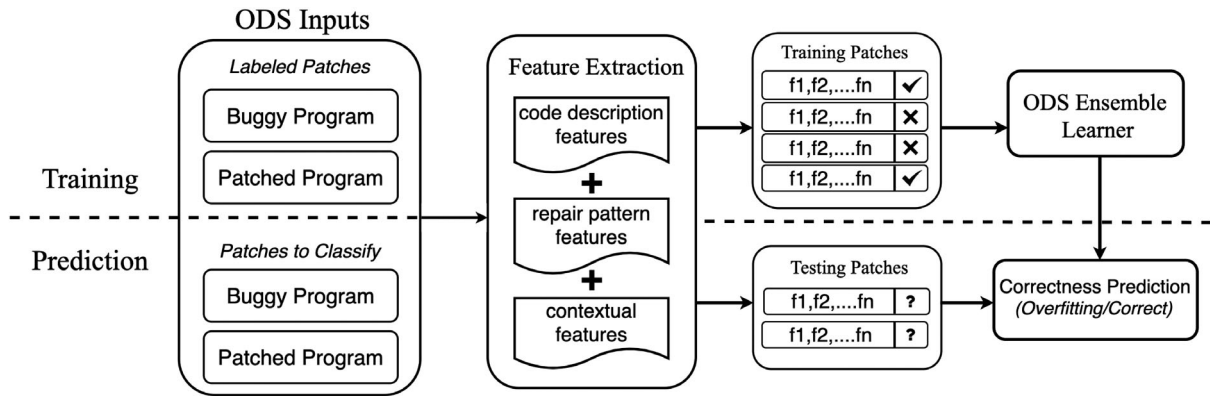 ODS Inputs
Labeled Patches
Buggy Program
Patched Program
Training
Prediction
Patches to Classify
Buggy Program
Patched Program
Feature Extraction
code description
features
+
repair pattern
features
+
contextual
features
Training Patches
f1,f2,....fn ✓
f1,f2,....fn ✗
f1,f2,....fn ✗
f1,f2,....fn ✓
ODS Ensemble
Learner
Testing Patches
f1,f2,....fn ?
f1,f2,....fn ?
Correctness Prediction
(Overfitting/Correct)